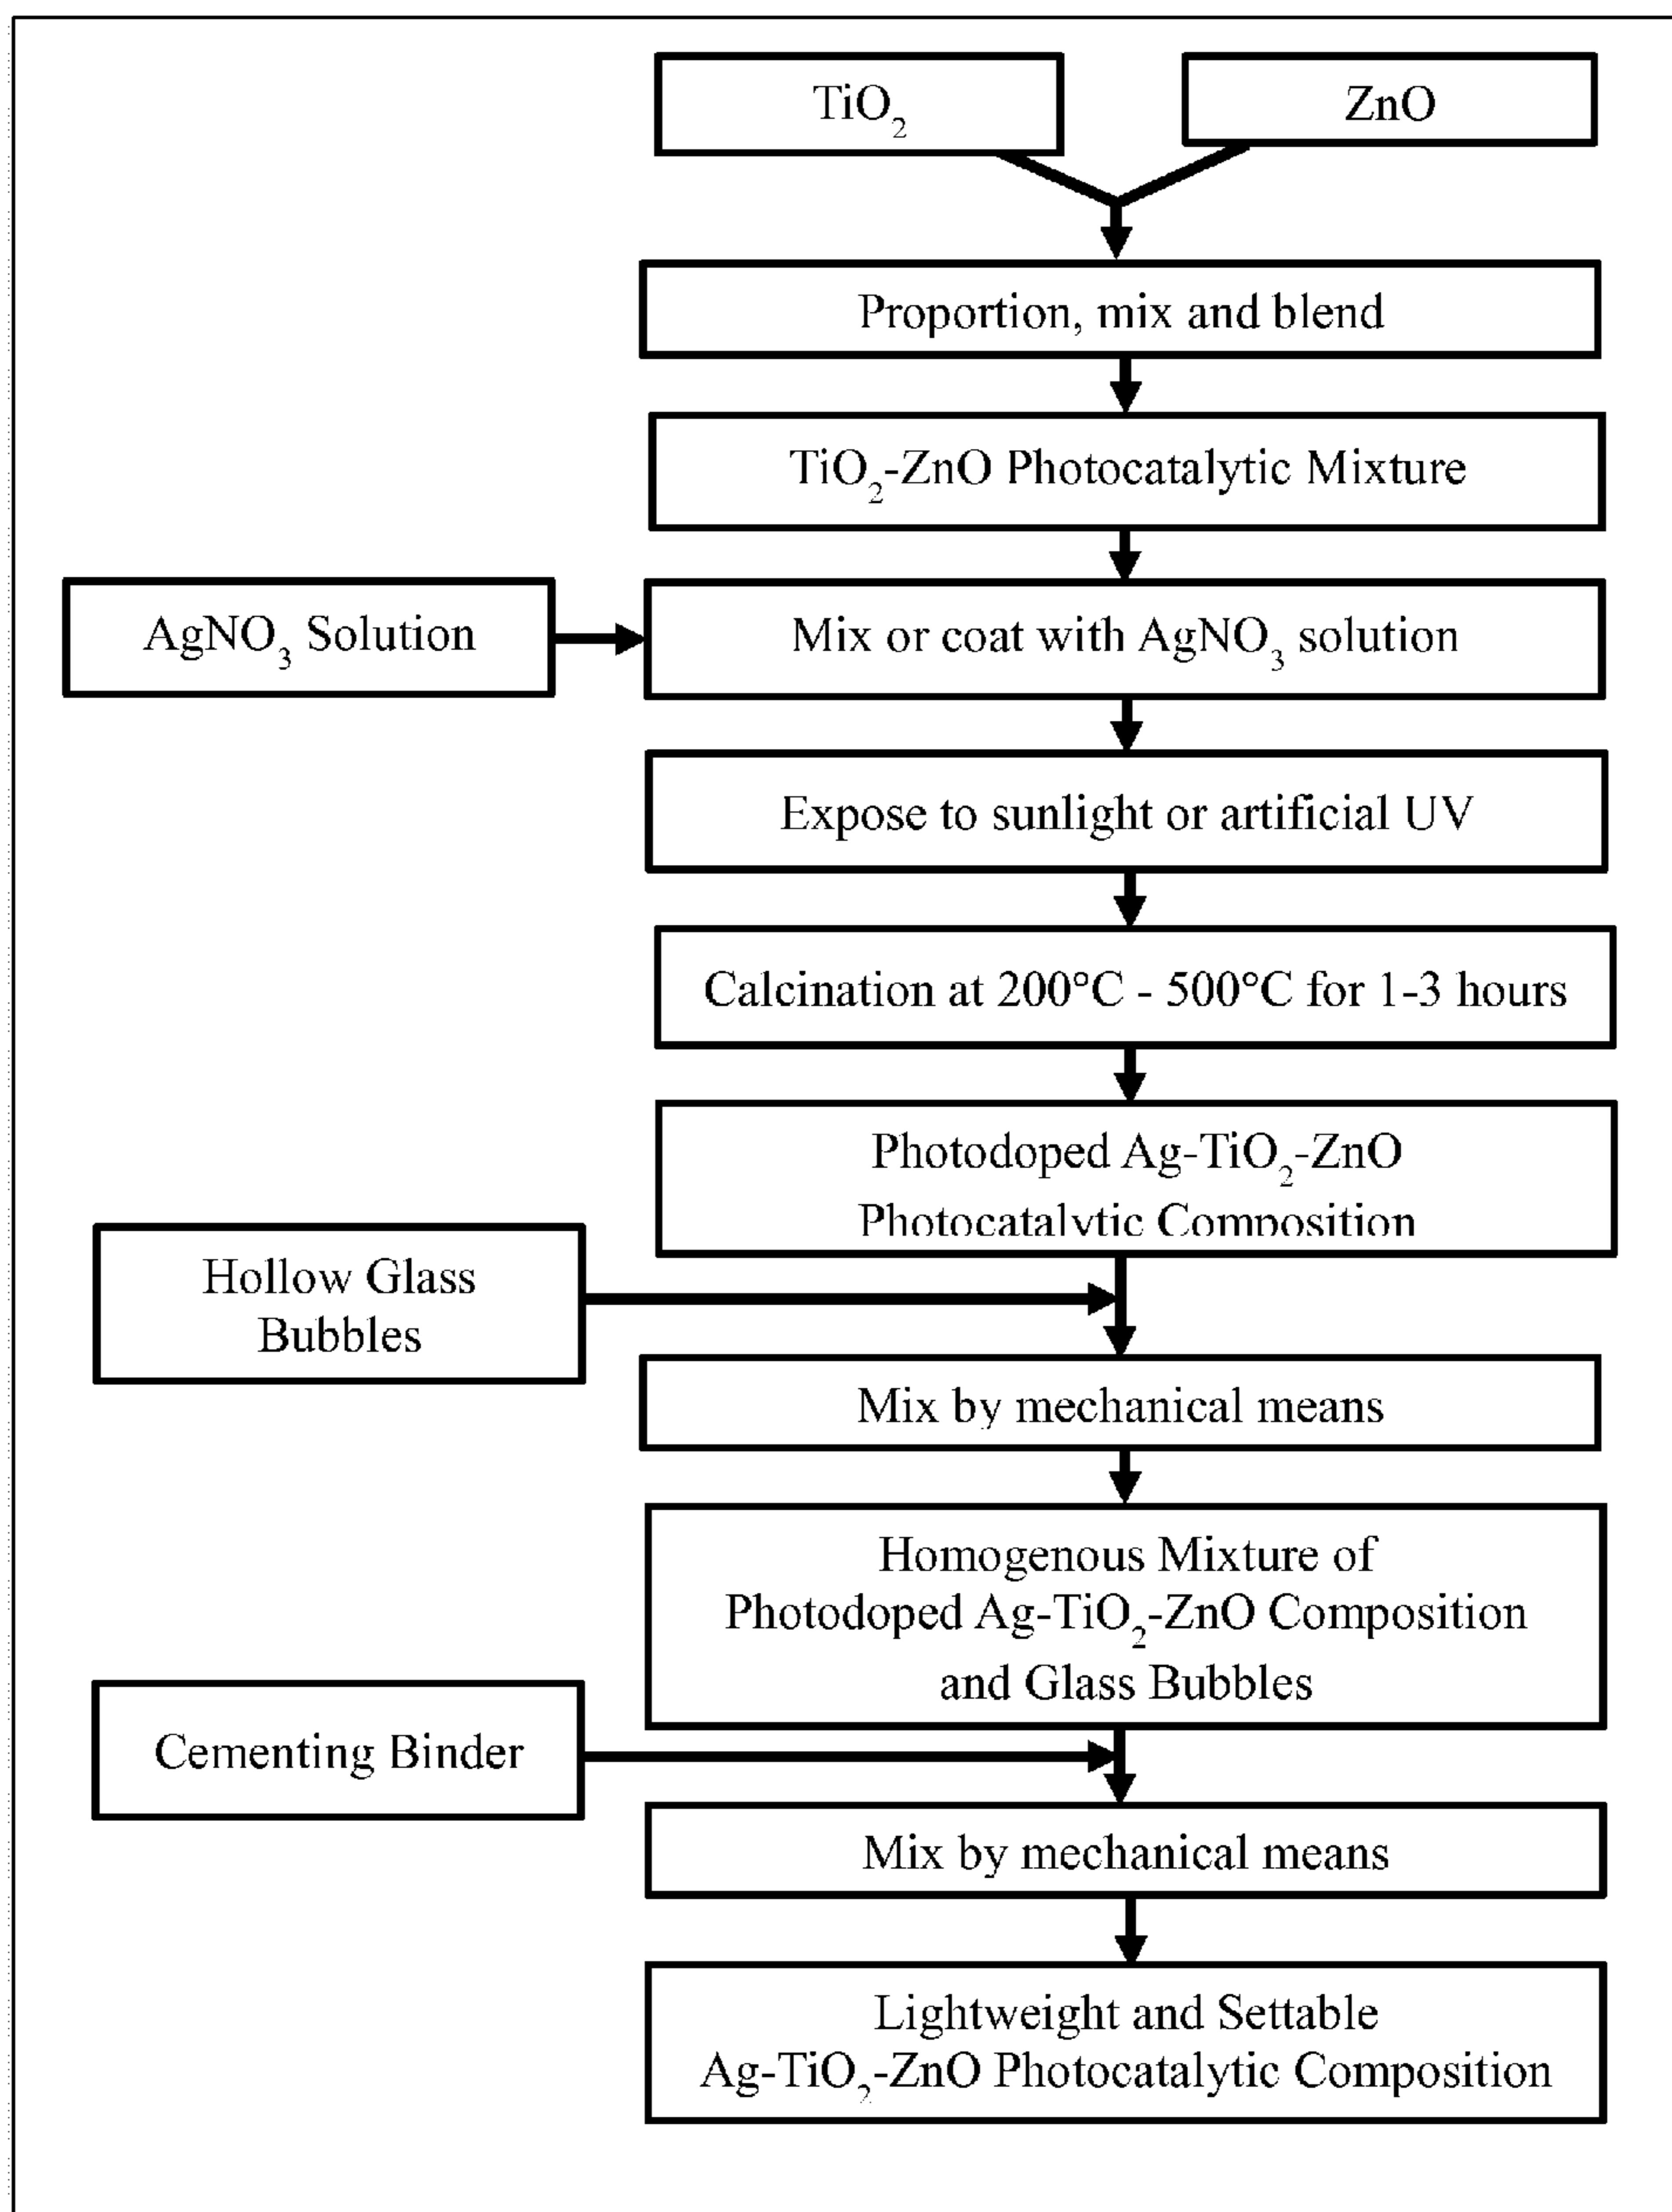 TiO₂
ZnO
Proportion, mix and blend
TiO₂-ZnO Photocatalytic Mixture
AgNO₃ Solution
Mix or coat with AgNO₃ solution
Expose to sunlight or artificial UV
Calcination at 200°C - 500°C for 1-3 hours
Photodoped Ag-TiO₂-ZnO
Photocatalytic Composition
Hollow Glass
Bubbles
Mix by mechanical means
Homogenous Mixture of
Photodoped Ag-TiO₂-ZnO Composition
and Glass Bubbles
Cementing Binder
Mix by mechanical means
Lightweight and Settable
Ag-TiO₂-ZnO Photocatalytic Composition